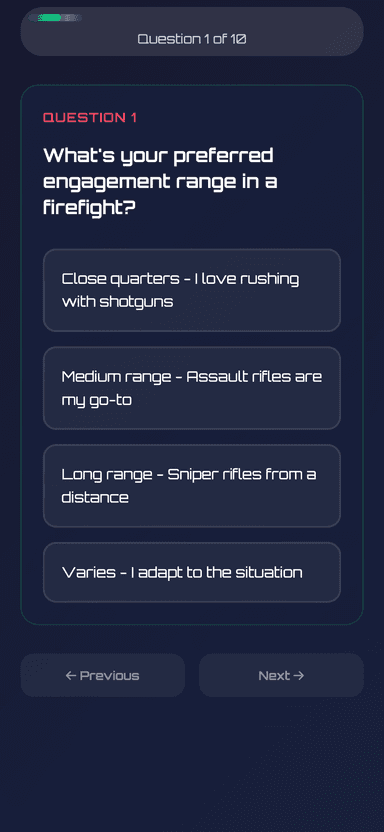 Question 1 of 10
QUESTION 1
What's your preferred
engagement range in a
firefight?
Close quarters - I love rushing
with shotguns
Medium range - Assault rifles are
my go-to
Long range - Sniper rifles from a
distance
Varies - I adapt to the situation
← Previous
Next →